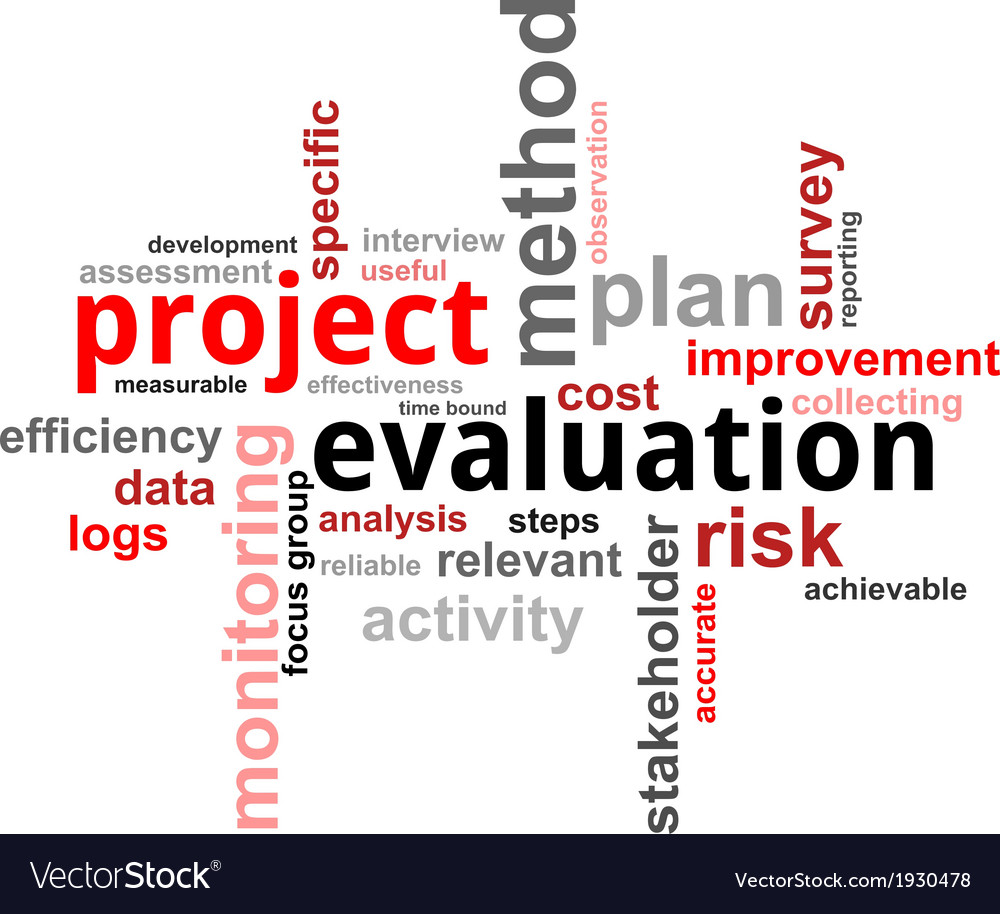 method
specific
observation
survey
reporting
development
interview
assessment
useful
project
plan
improvement
measurable
effectiveness
cost
collecting
time bound
efficiency
evaluation
monitoring
data
focus group
analysis
steps
risk
logs
stakeholder
reliable
relevant
achievable
accurate
activity
VectorStock®
VectorStock.com/1930478